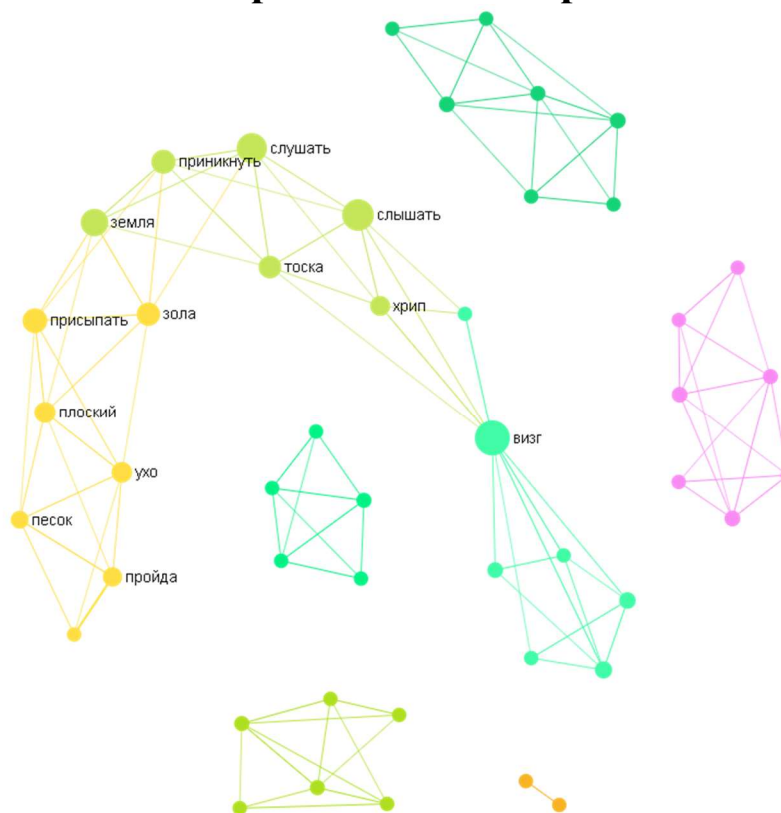 слушать
приникнуть
слышать
земля
тоска
хрип
присыпать
зола
плоский
визг
ухо
песок
пройда